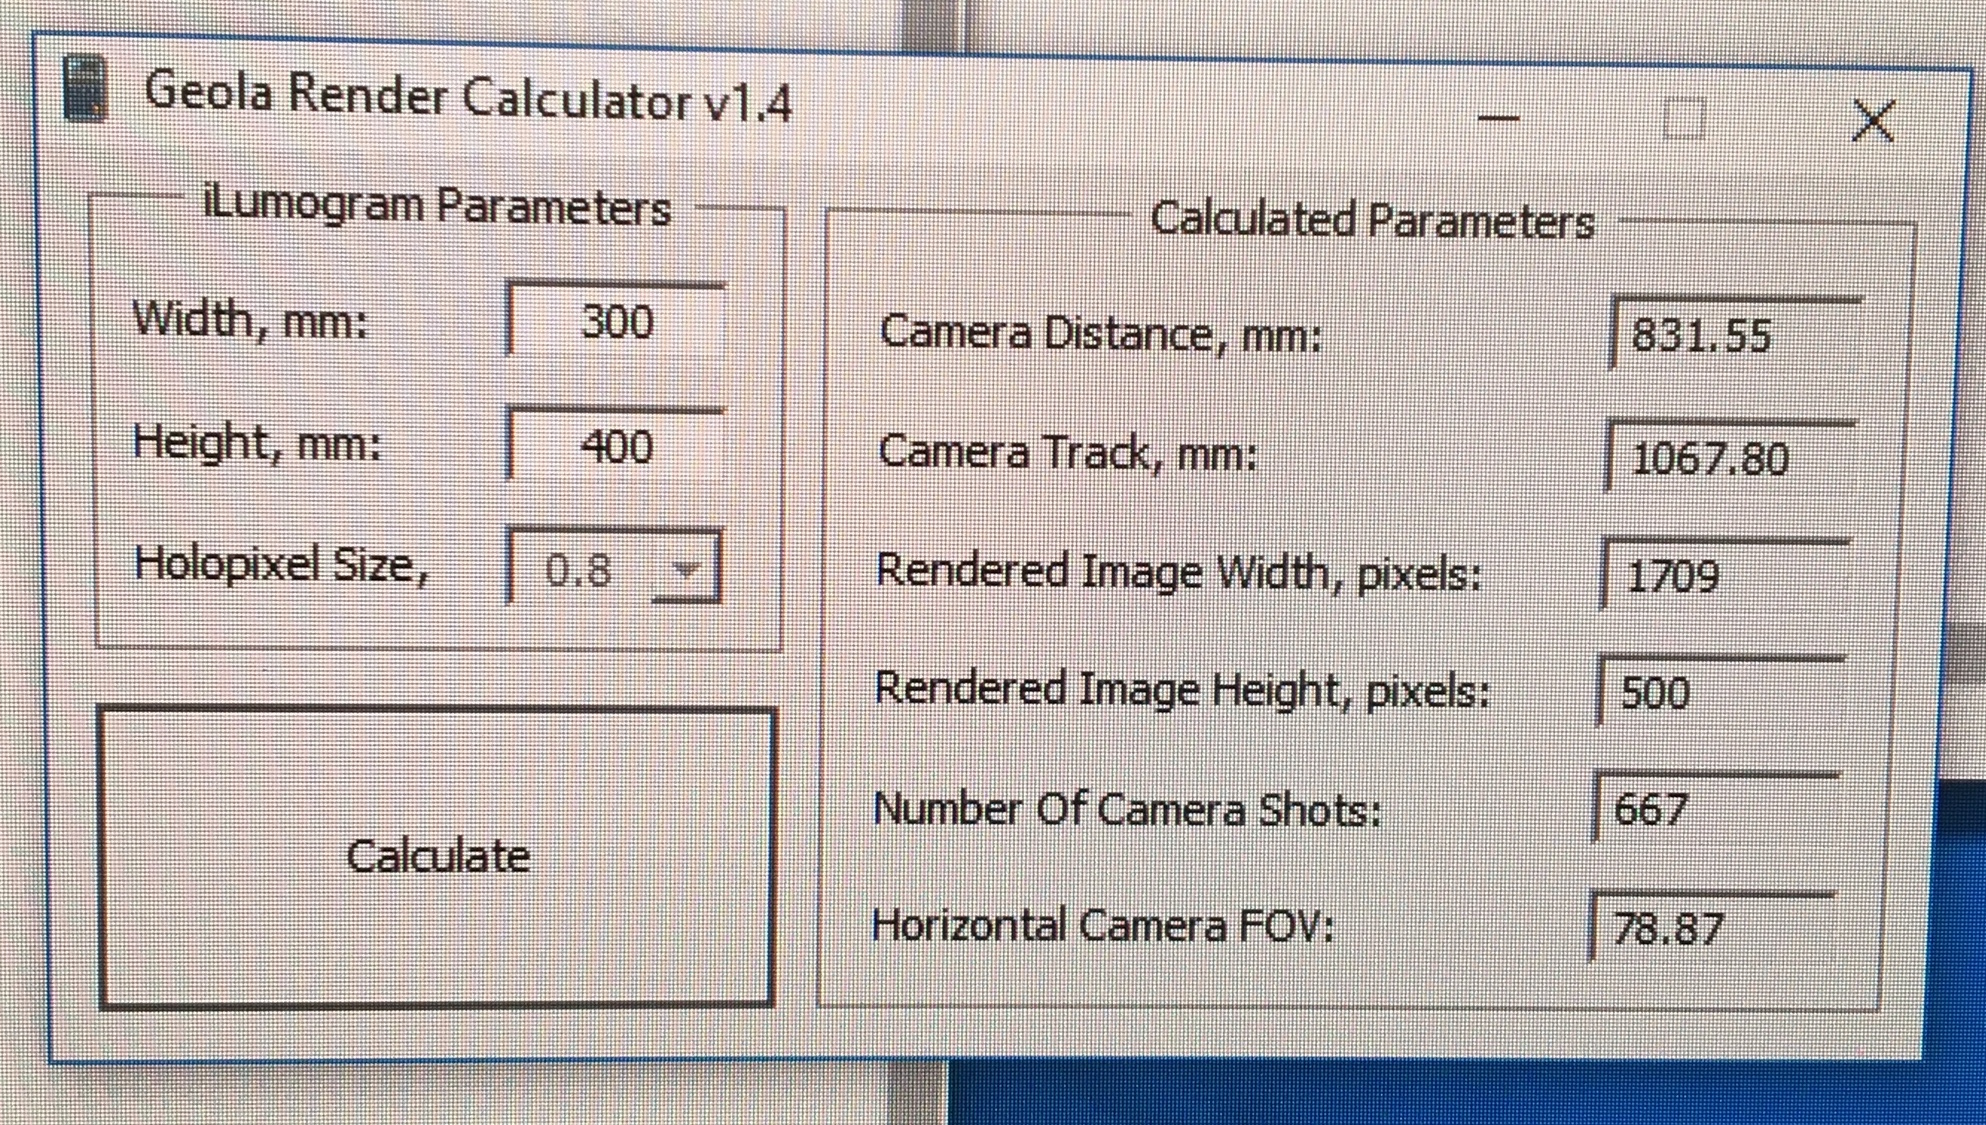 Geola Render Calculator v1.4
iLumogram Parameters
Width, mm: 300
Height, mm: 400
Holopixel Size, 0.8
Calculate
Calculated Parameters
Camera Distance, mm: 831.55
Camera Track, mm: 1067.80
Rendered Image Width, pixels: 1709
Rendered Image Height, pixels: 500
Number Of Camera Shots: 667
Horizontal Camera FOV: 78.87